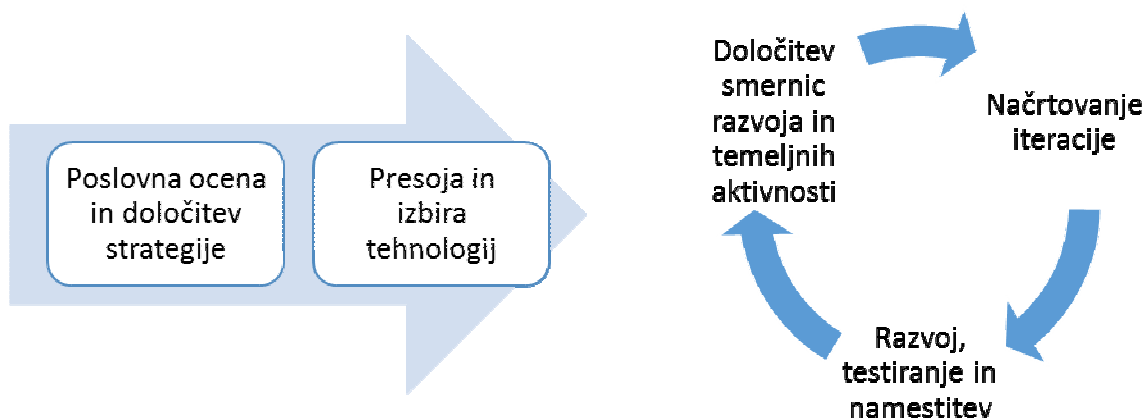 Poslovna ocena
in določitev
strategije
Presoja in
izbira
tehnologij
Določitev
smernic
razvoja in
temeljnih
aktivnosti
Načrtovanje
iteracije
Razvoj,
testiranje in
namestitev